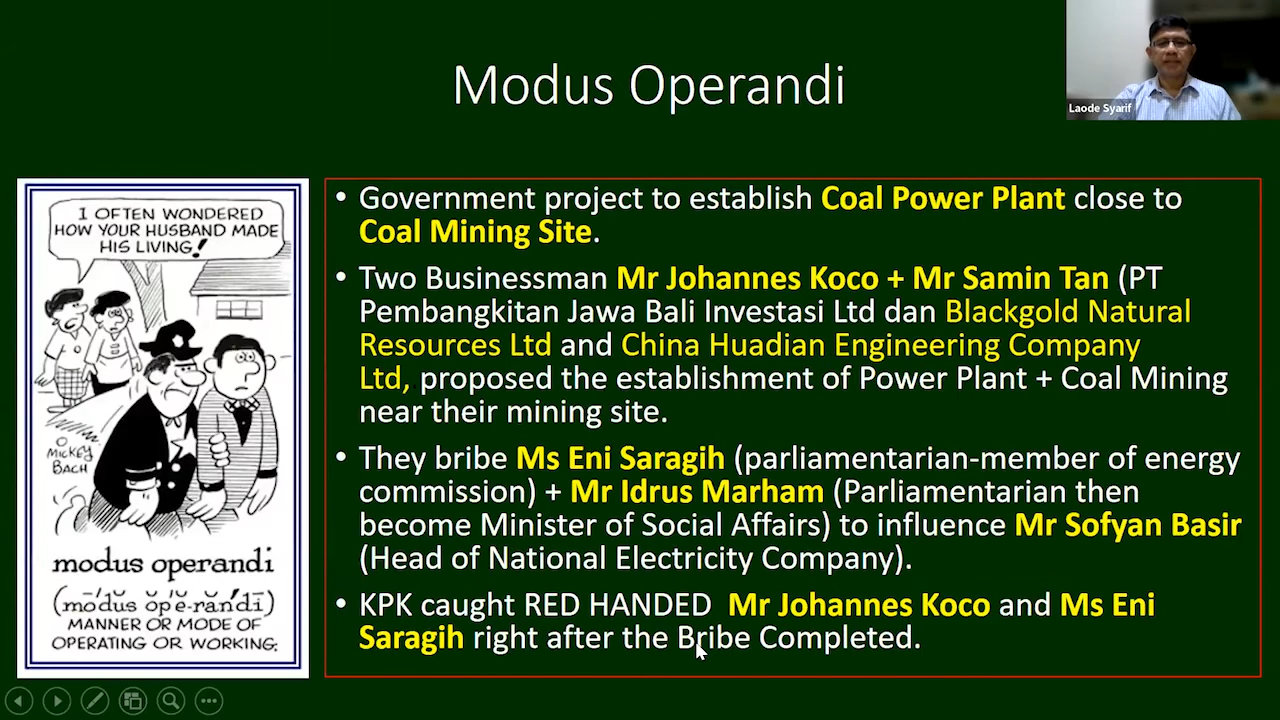 Modus Operandi
Laode Syarif
I OFTEN WONDERED
HOW YOUR HUSBAND MADE
HIS LIVING!
MICKEY
BACH
modus operandi
(mō'dŭs ŏp'ĕ-răn'dī)
MANNER OR MODE OF
OPERATING OR WORKING;
• Government project to establish Coal Power Plant close to
Coal Mining Site.
• Two Businessman Mr Johannes Koco + Mr Samin Tan (PT
Pembangkitan Jawa Bali Investasi Ltd dan Blackgold Natural
Resources Ltd and China Huadian Engineering Company
Ltd, proposed the establishment of Power Plant + Coal Mining
near their mining site.
• They bribe Ms Eni Saragih (parliamentarian-member of energy
commission) + Mr Idrus Marham (Parliamentarian then
become Minister of Social Affairs) to influence Mr Sofyan Basir
(Head of National Electricity Company).
• KPK caught RED HANDED Mr Johannes Koco and Ms Eni
Saragih right after the Bribe Completed.